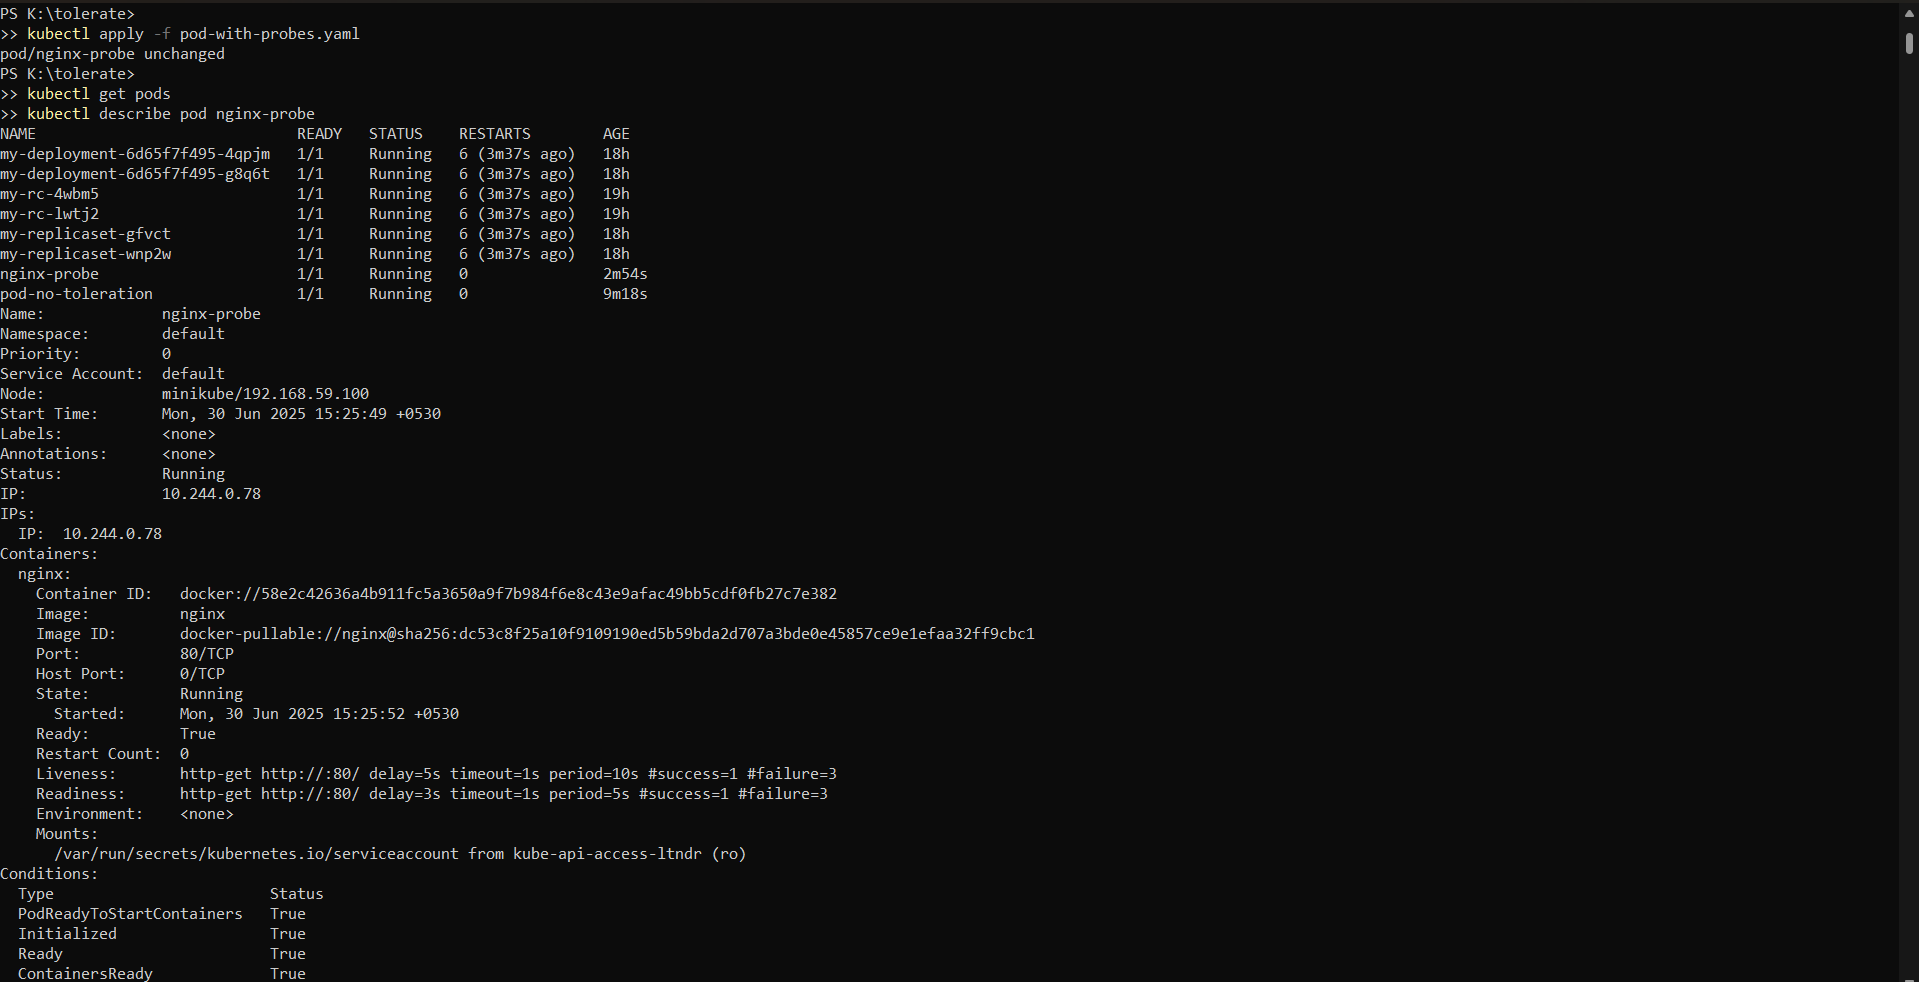 PS K:\tolerate>
>> kubectl apply -f pod-with-probes.yaml
pod/nginx-probe unchanged
PS K:\tolerate>
>> kubectl get pods
>> kubectl describe pod nginx-probe
NAME                             READY   STATUS    RESTARTS        AGE
my-deployment-6d65f7f495-4qpjm   1/1     Running   6 (3m37s ago)   18h
my-deployment-6d65f7f495-g8q6t   1/1     Running   6 (3m37s ago)   18h
my-rc-4wbm5                      1/1     Running   6 (3m37s ago)   19h
my-rc-lwtj2                      1/1     Running   6 (3m37s ago)   19h
my-replicaset-gfvct              1/1     Running   6 (3m37s ago)   18h
my-replicaset-wnp2w              1/1     Running   6 (3m37s ago)   18h
nginx-probe                      1/1     Running   0               2m54s
pod-no-toleration                1/1     Running   0               9m18s
Name:             nginx-probe
Namespace:        default
Priority:         0
Service Account:  default
Node:             minikube/192.168.59.100
Start Time:       Mon, 30 Jun 2025 15:25:49 +0530
Labels:           <none>
Annotations:      <none>
Status:           Running
IP:               10.244.0.78
IPs:
  IP:  10.244.0.78
Containers:
  nginx:
    Container ID:   docker://58e2c42636a4b911fc5a3650a9f7b984f6e8c43e9afac49bb5cdf0fb27c7e382
    Image:          nginx
    Image ID:       docker-pullable://nginx@sha256:dc53c8f25a10f9109190ed5b59bda2d707a3bde0e45857ce9e1efaa32ff9cbc1
    Port:           80/TCP
    Host Port:      0/TCP
    State:          Running
      Started:      Mon, 30 Jun 2025 15:25:52 +0530
    Ready:          True
    Restart Count:  0
    Liveness:       http-get http://:80/ delay=5s timeout=1s period=10s #success=1 #failure=3
    Readiness:      http-get http://:80/ delay=3s timeout=1s period=5s #success=1 #failure=3
    Environment:    <none>
    Mounts:
      /var/run/secrets/kubernetes.io/serviceaccount from kube-api-access-ltndr (ro)
Conditions:
  Type                        Status
  PodReadyToStartContainers   True
  Initialized                 True
  Ready                       True
  ContainersReady             True